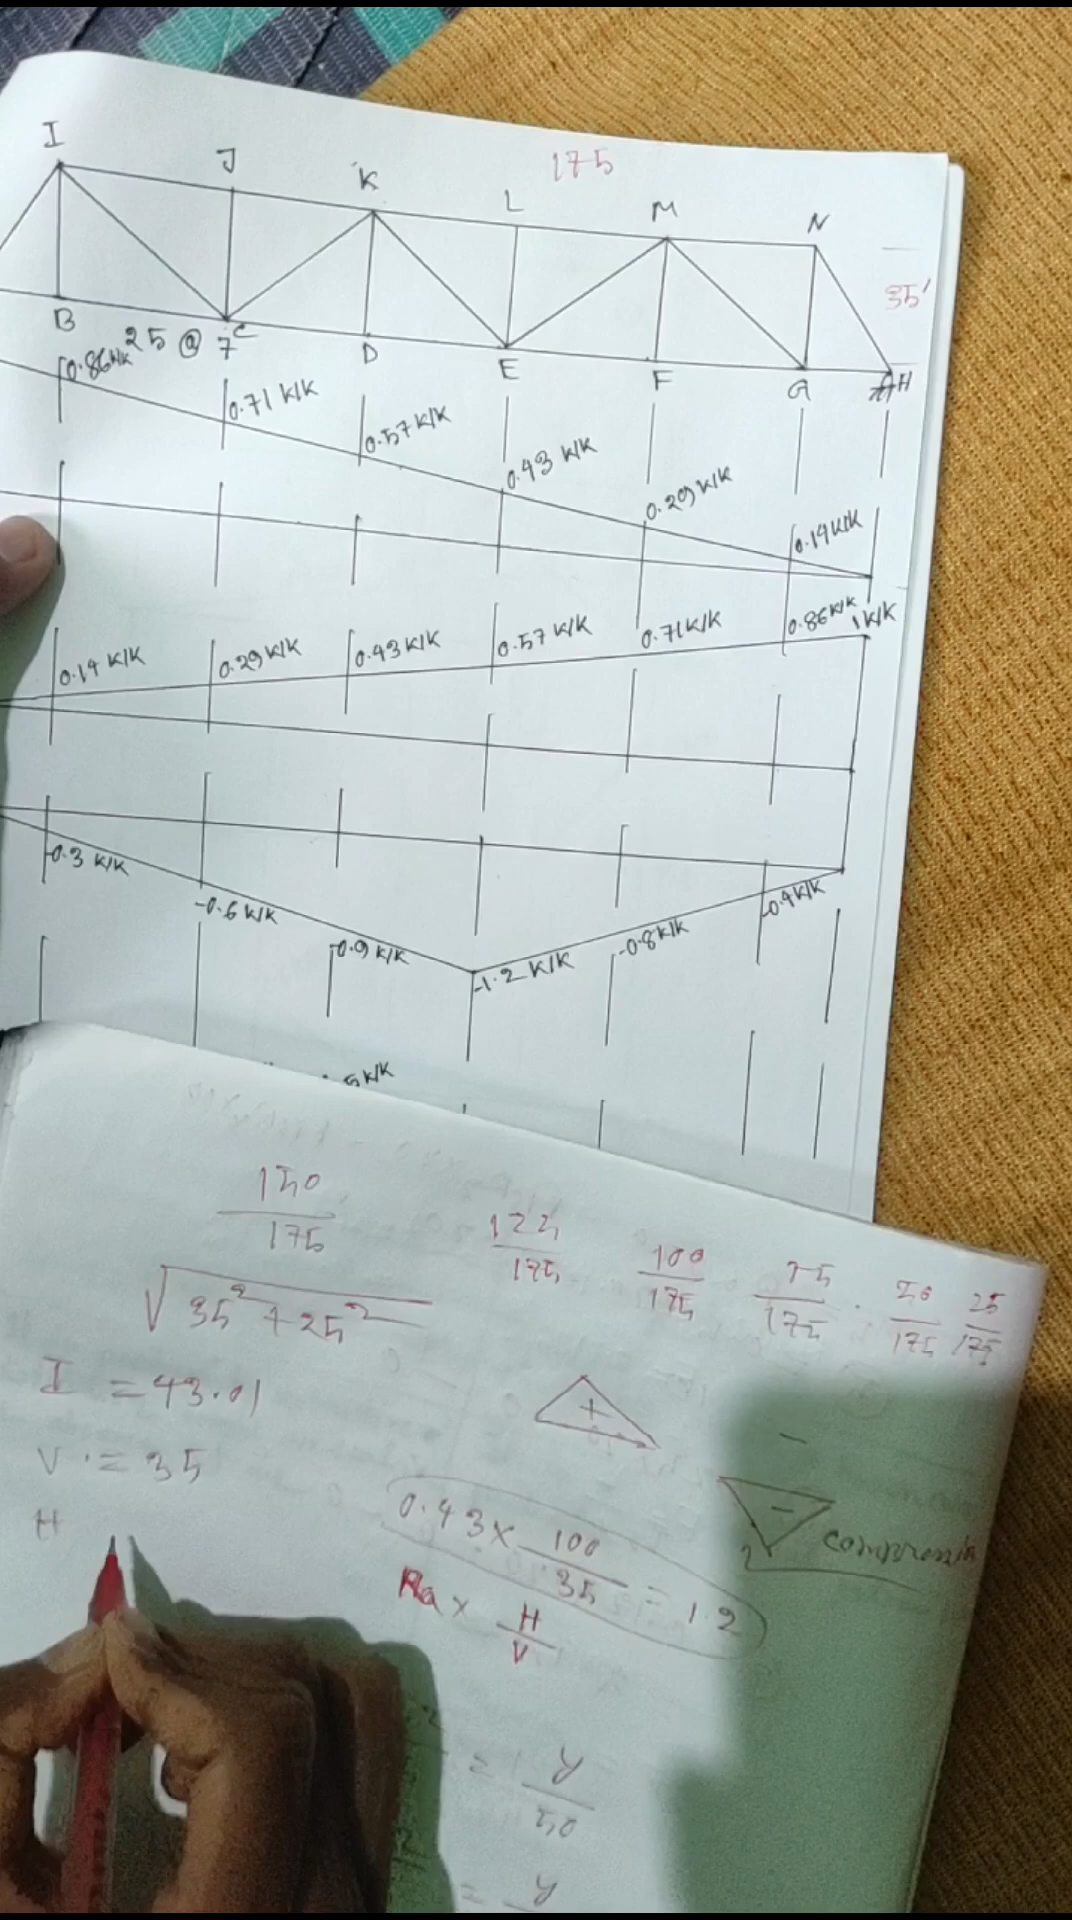 I J K L 175 M N
35'
B 25 @ 7 C D E F G H
0.86 k/k 0.71 k/k 0.57 k/k 0.43 k/k 0.29 k/k 0.14 k/k
0.14 k/k 0.29 k/k 0.43 k/k 0.57 k/k 0.71 k/k 0.86 k/k 1 k/k
-0.3 k/k -0.6 k/k -0.9 k/k -1.2 k/k -0.8 k/k -0.4 k/k
5 k/k
150/175 125/175 100/175 75/175 50/175 25/175
√35² + 25²
I = 43.01
+
-
-
V = 35
H
0.43 × 100/35 = 1.2
Ra × H/V
= y/50
= y